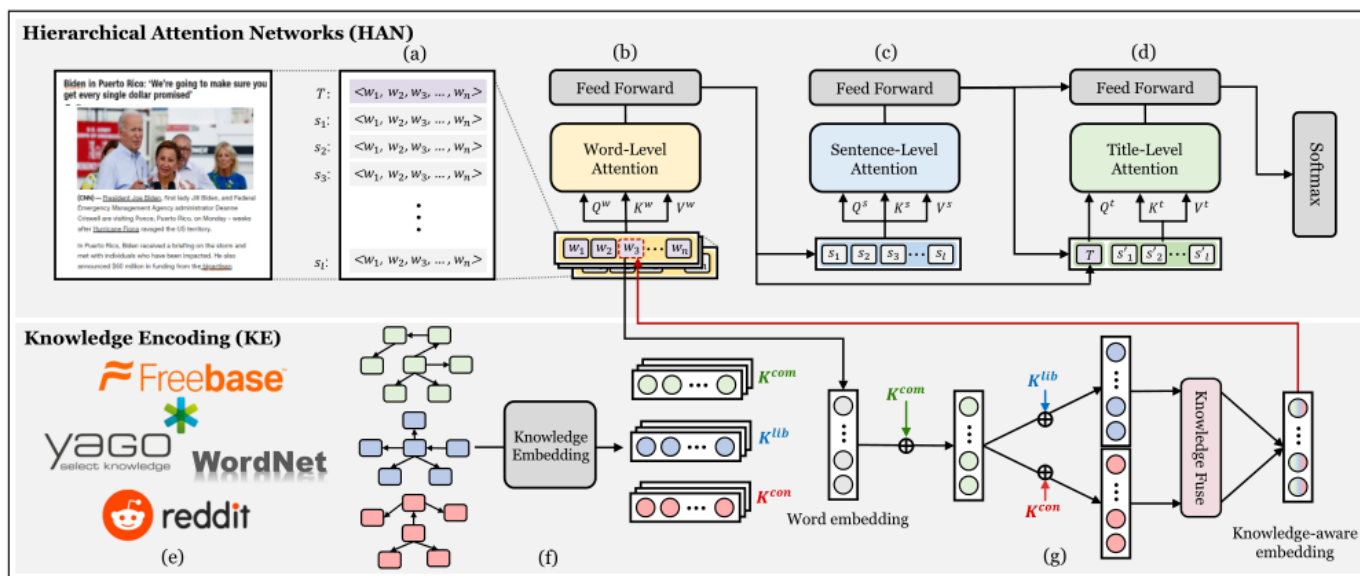 Hierarchical Attention Networks (HAN)
(a)
(b)
(c)
(d)
Biden in Puerto Rico: 'We're going to make sure you
get every single dollar promised'
(CNN) — President Joe Biden, first lady Jill Biden, and Federal
Emergency Management Agency administrator Deanne
Criswell are visiting Ponce, Puerto Rico, on Monday – weeks
after Hurricane Fiona ravaged the US territory.
In Puerto Rico, Biden received a briefing on the storm and
met with individuals who have been impacted. He also
announced $60 million in funding from the bipartisan
T: <w₁, w₂, w₃, ... , wₙ>
s₁: <w₁, w₂, w₃, ... , wₙ>
s₂: <w₁, w₂, w₃, ... , wₙ>
s₃: <w₁, w₂, w₃, ... , wₙ>
sₗ: <w₁, w₂, w₃, ... , wₙ>
Feed Forward
Word-Level
Attention
Qʷ Kʷ Vʷ
w₁ w₂ w₃ ··· wₙ
Feed Forward
Sentence-Level
Attention
Qˢ Kˢ Vˢ
s₁ s₂ s₃ ··· sₗ
Feed Forward
Title-Level
Attention
Qᵗ Kᵗ Vᵗ
T s'₁ s'₂ ··· s'ₗ
Softmax
Knowledge Encoding (KE)
Freebase
yago
select knowledge
WordNet
reddit
(e)
Knowledge
Embedding
(f)
Kᶜᵒᵐ
Kˡⁱᵇ
Kᶜᵒⁿ
Word embedding
Kᶜᵒᵐ
Kˡⁱᵇ
Kᶜᵒⁿ
Knowledge Fuse
(g)
Knowledge-aware
embedding